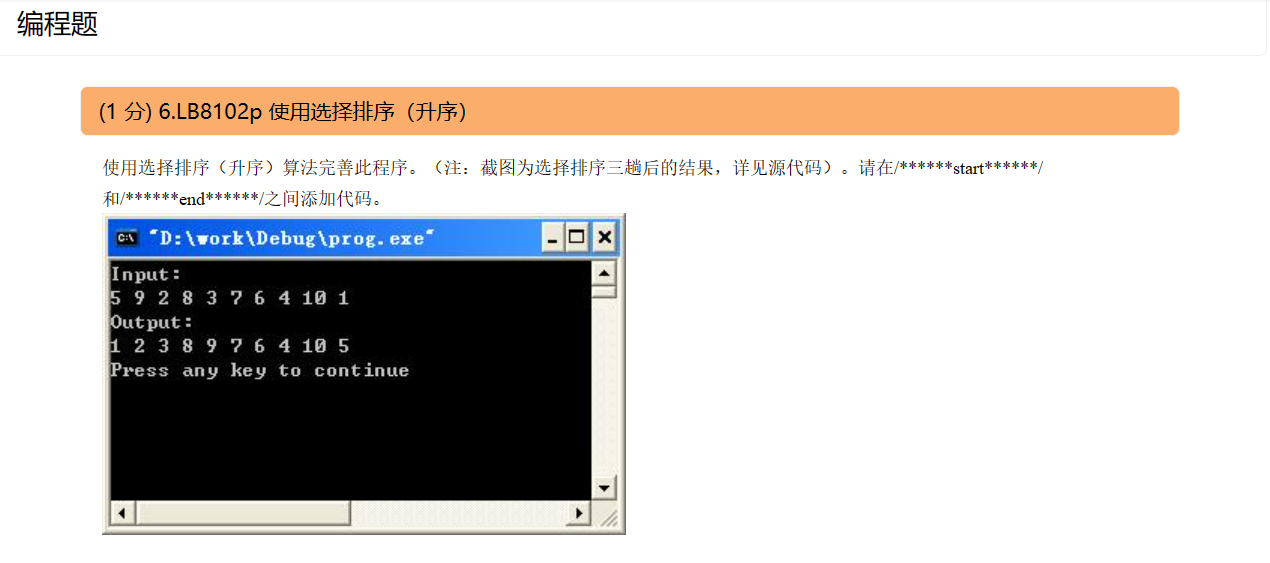 编程题
(1 分) 6.LB8102p 使用选择排序（升序）
使用选择排序（升序）算法完善此程序。（注：截图为选择排序三趟后的结果，详见源代码）。请在/******start******/
和/******end******/之间添加代码。
"D:\work\Debug\prog.exe"
Input:
5 9 2 8 3 7 6 4 10 1
Output:
1 2 3 8 9 7 6 4 10 5
Press any key to continue